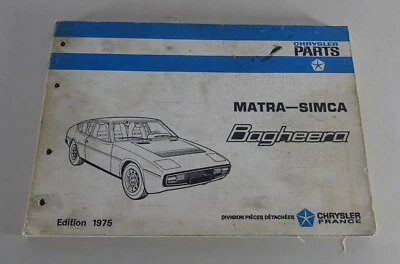 CHRYSLER
PARTS
MATRA—SIMCA
Bagheera
Edition 1975
DIVISION PIÈCES DÉTACHÉES
CHRYSLER
FRANCE